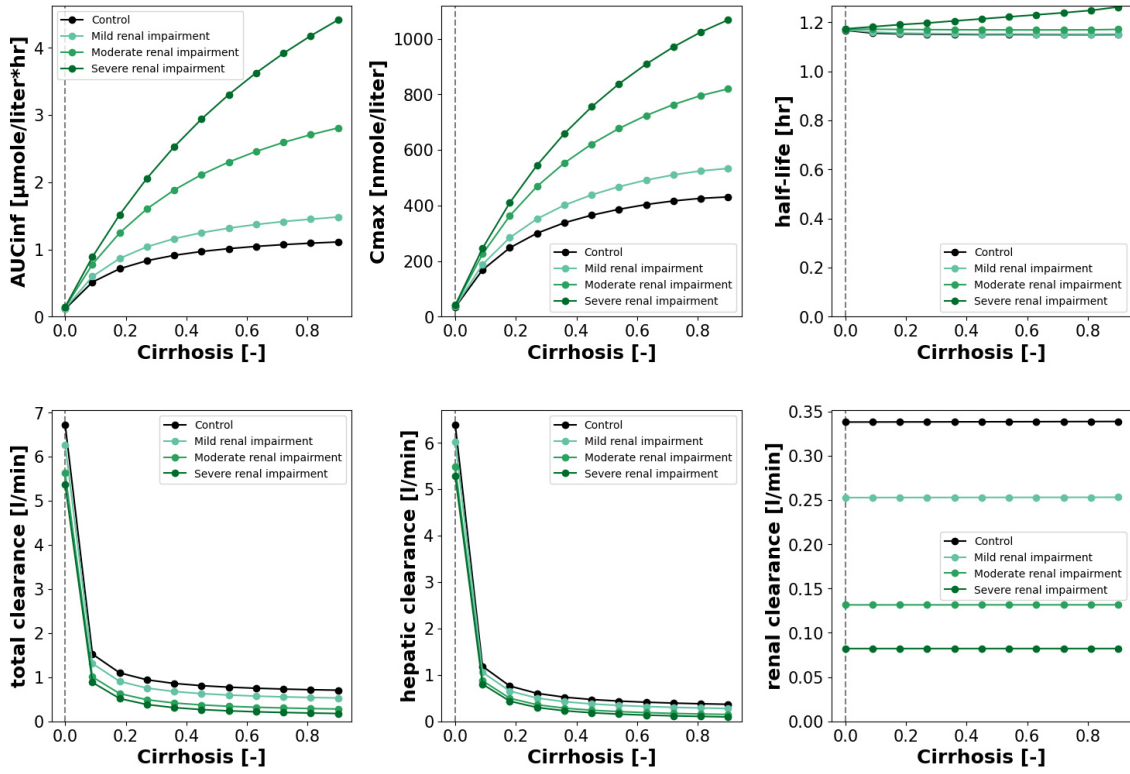 AUCinf [µmole/liter*hr]
4
3
2
1
0
Control
Mild renal impairment
Moderate renal impairment
Severe renal impairment
0.0 0.2 0.4 0.6 0.8
Cirrhosis [-]
Cmax [nmole/liter]
1000
800
600
400
200
0
Control
Mild renal impairment
Moderate renal impairment
Severe renal impairment
0.0 0.2 0.4 0.6 0.8
Cirrhosis [-]
half-life [hr]
1.2
1.0
0.8
0.6
0.4
0.2
0.0
Control
Mild renal impairment
Moderate renal impairment
Severe renal impairment
0.0 0.2 0.4 0.6 0.8
Cirrhosis [-]
total clearance [l/min]
7
6
5
4
3
2
1
0
Control
Mild renal impairment
Moderate renal impairment
Severe renal impairment
0.0 0.2 0.4 0.6 0.8
Cirrhosis [-]
hepatic clearance [l/min]
6
5
4
3
2
1
0
Control
Mild renal impairment
Moderate renal impairment
Severe renal impairment
0.0 0.2 0.4 0.6 0.8
Cirrhosis [-]
renal clearance [l/min]
0.35
0.30
0.25
0.20
0.15
0.10
0.05
0.00
Control
Mild renal impairment
Moderate renal impairment
Severe renal impairment
0.0 0.2 0.4 0.6 0.8
Cirrhosis [-]